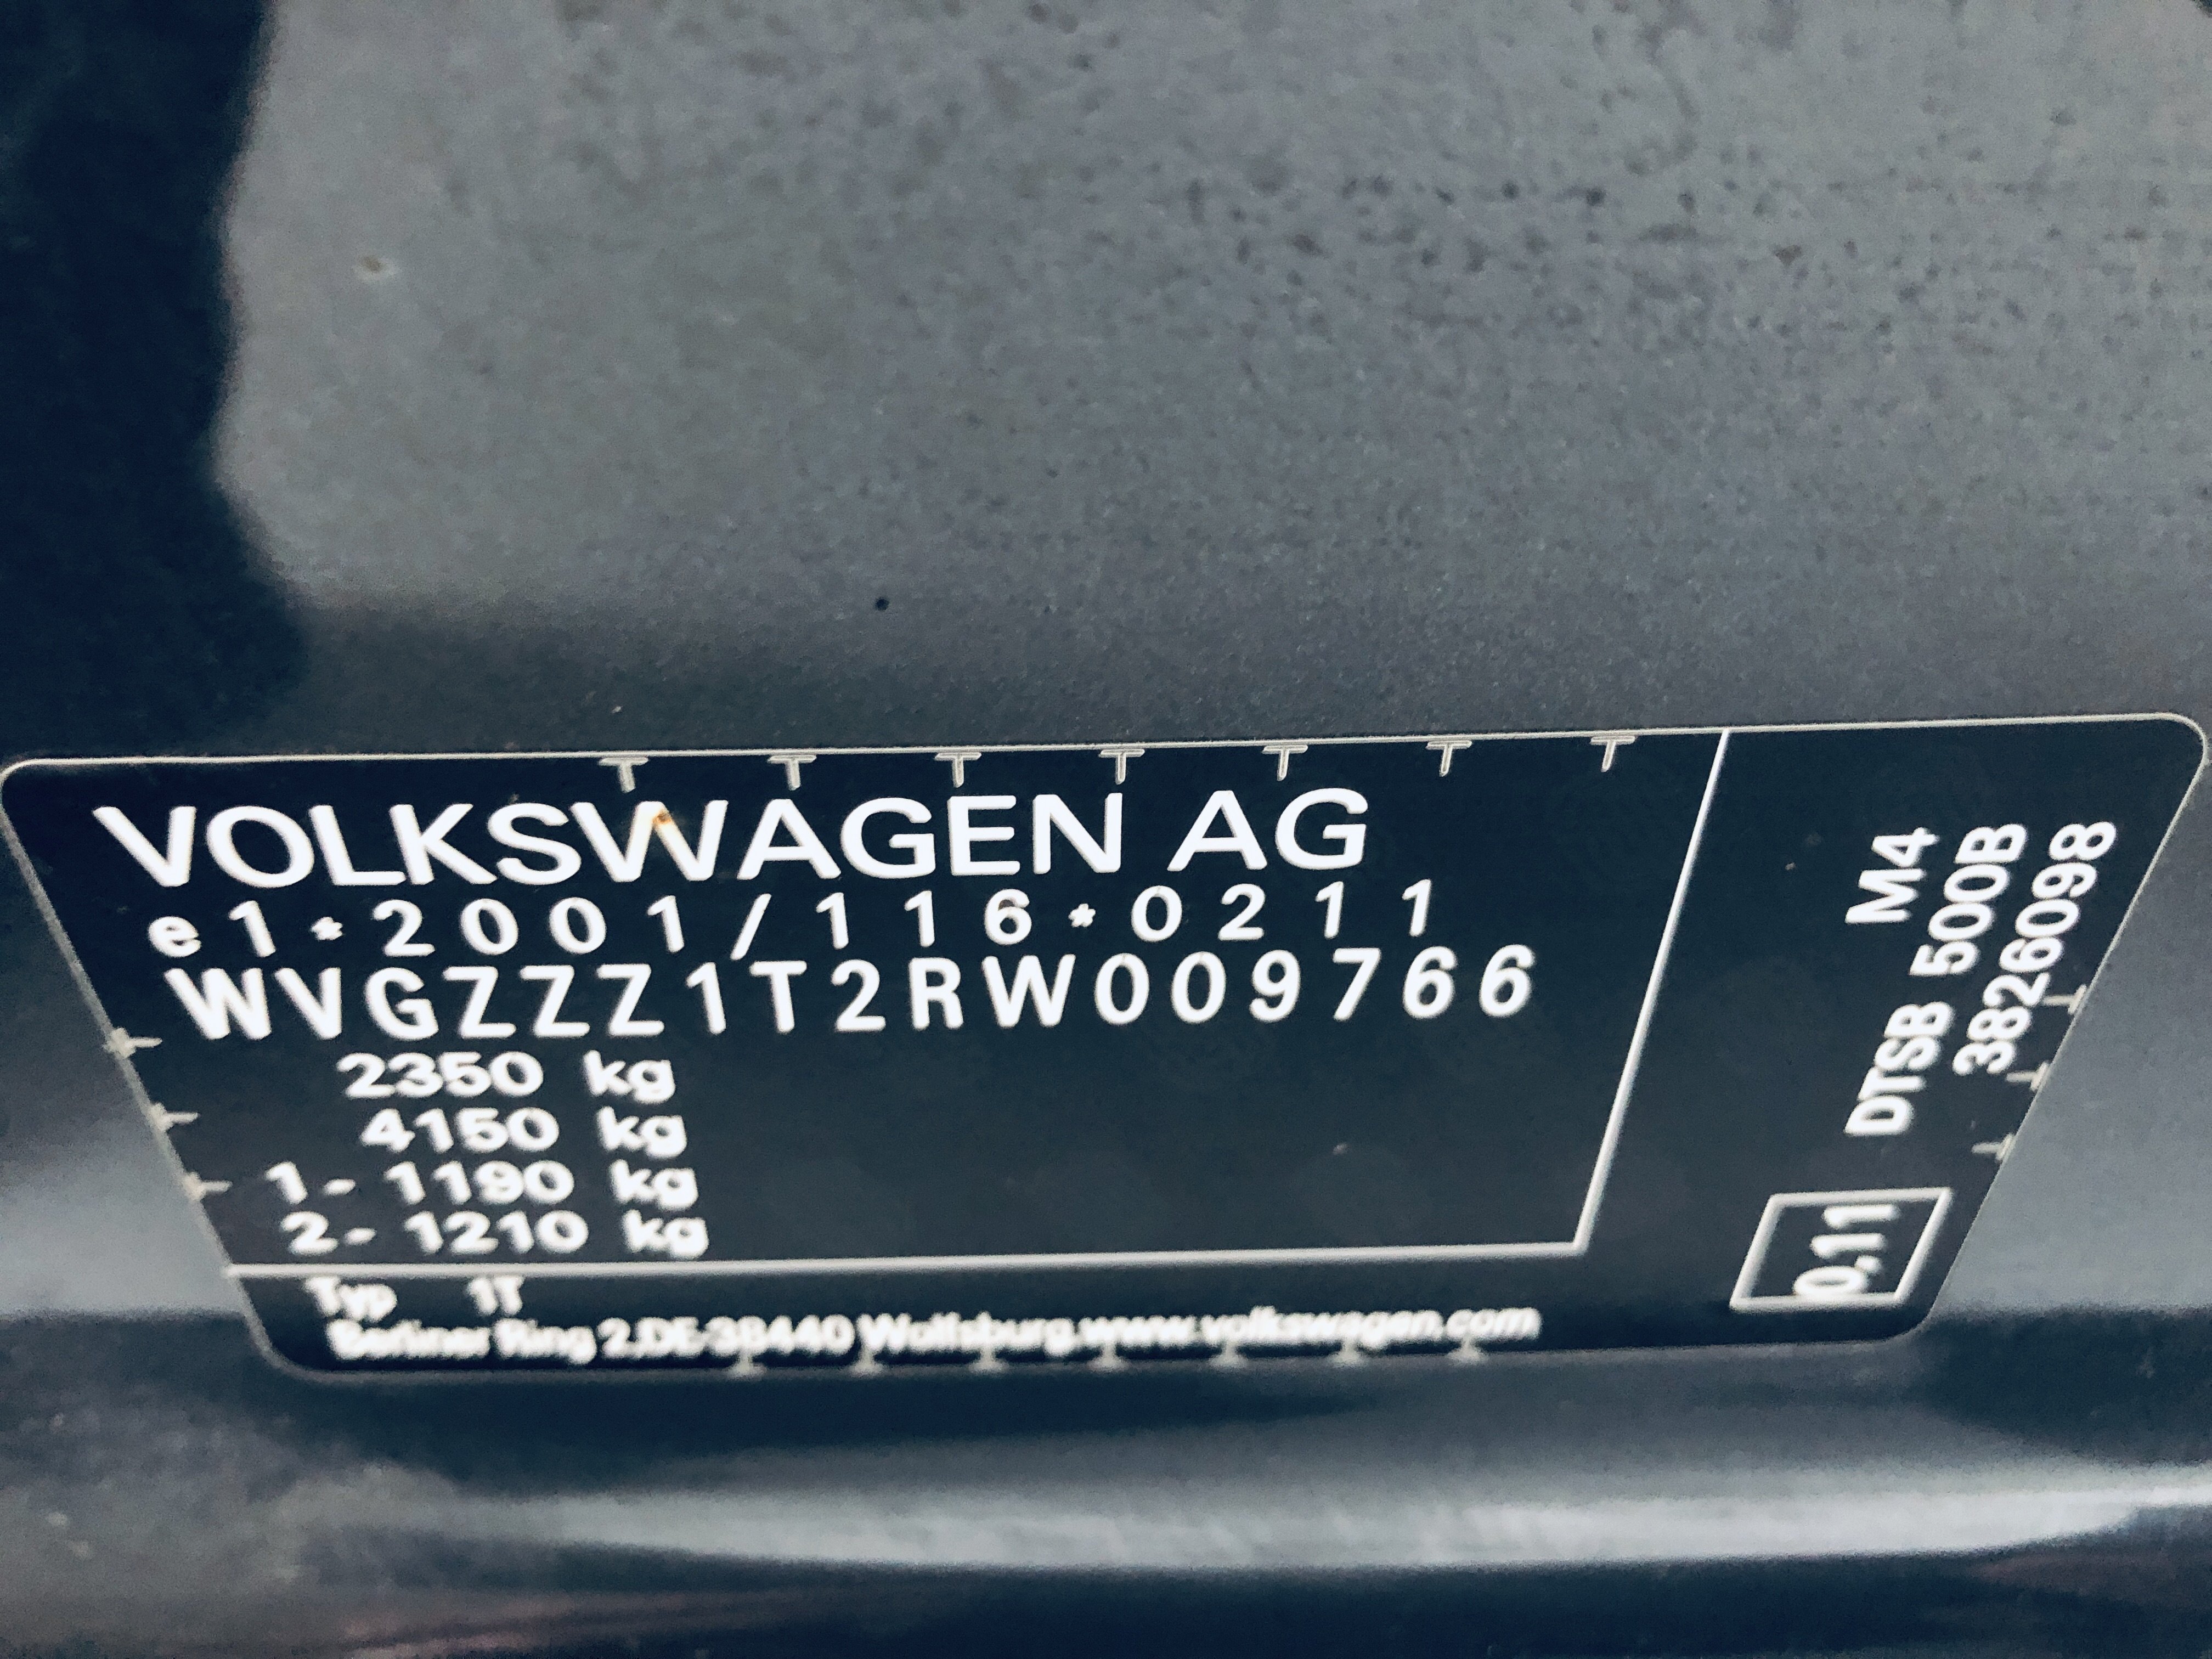 VOLKSWAGEN AG
e1*2001/116*0211
WVGZZZ1T2RW009766
2350 kg
4150 kg
1- 1190 kg
2- 1210 kg
Typ 1T
Berliner Ring 2,DE-38440 Wolfsburg,www.volkswagen.com
M4
DTSB 500B
3826098
0,11